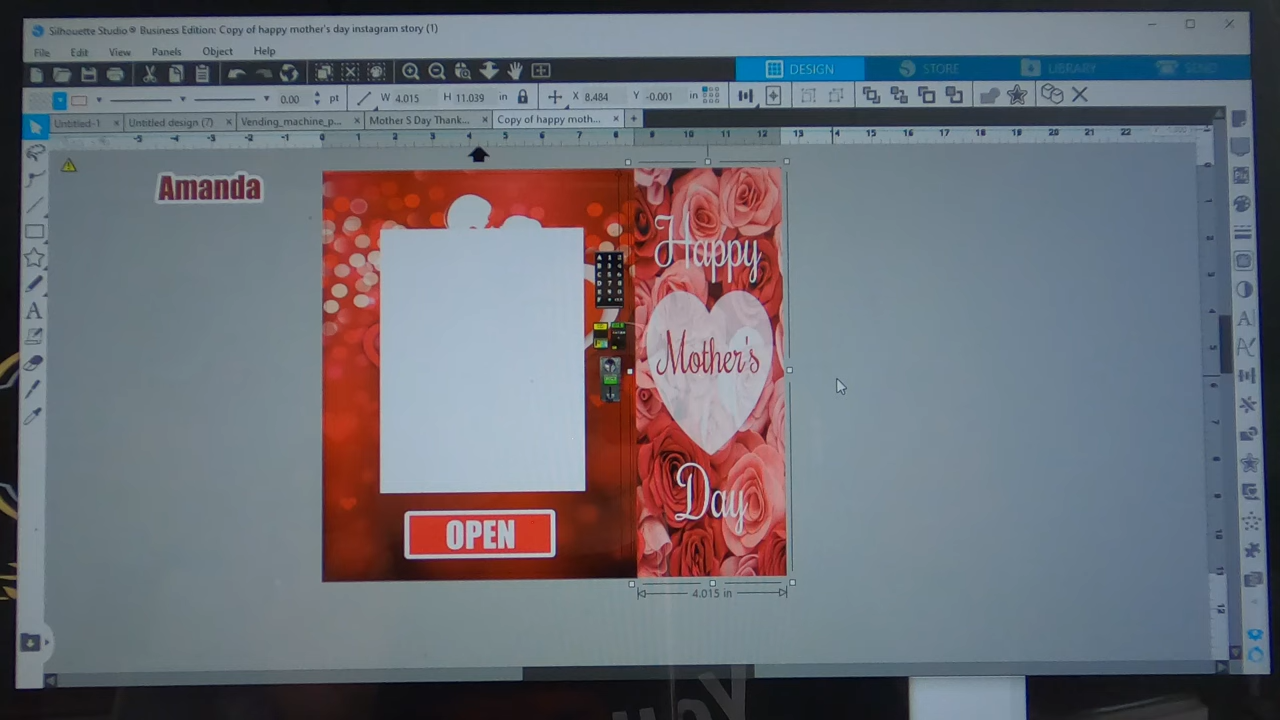 Silhouette Studio® Business Edition: Copy of happy mother's day instagram story (1)
File Edit View Panels Object Help
DESIGN STORE LIBRARY SEND
0.00 pt W 4.015 H 11.039 in X 8.484 Y -0.001 in
Untitled-1 × Untitled design (7) × Vending_machine_p... × Mother S Day Thank... × Copy of happy moth... × +
Amanda
Happy
Mother's
Day
OPEN
4.015 in